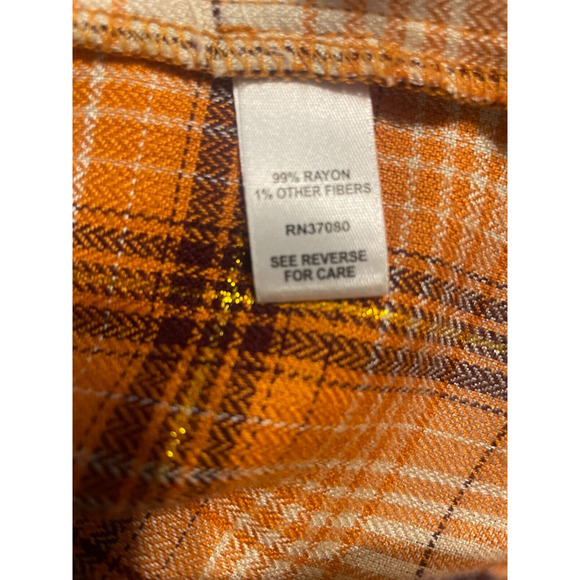 99% RAYON
1% OTHER FIBERS
RN37080
SEE REVERSE
FOR CARE